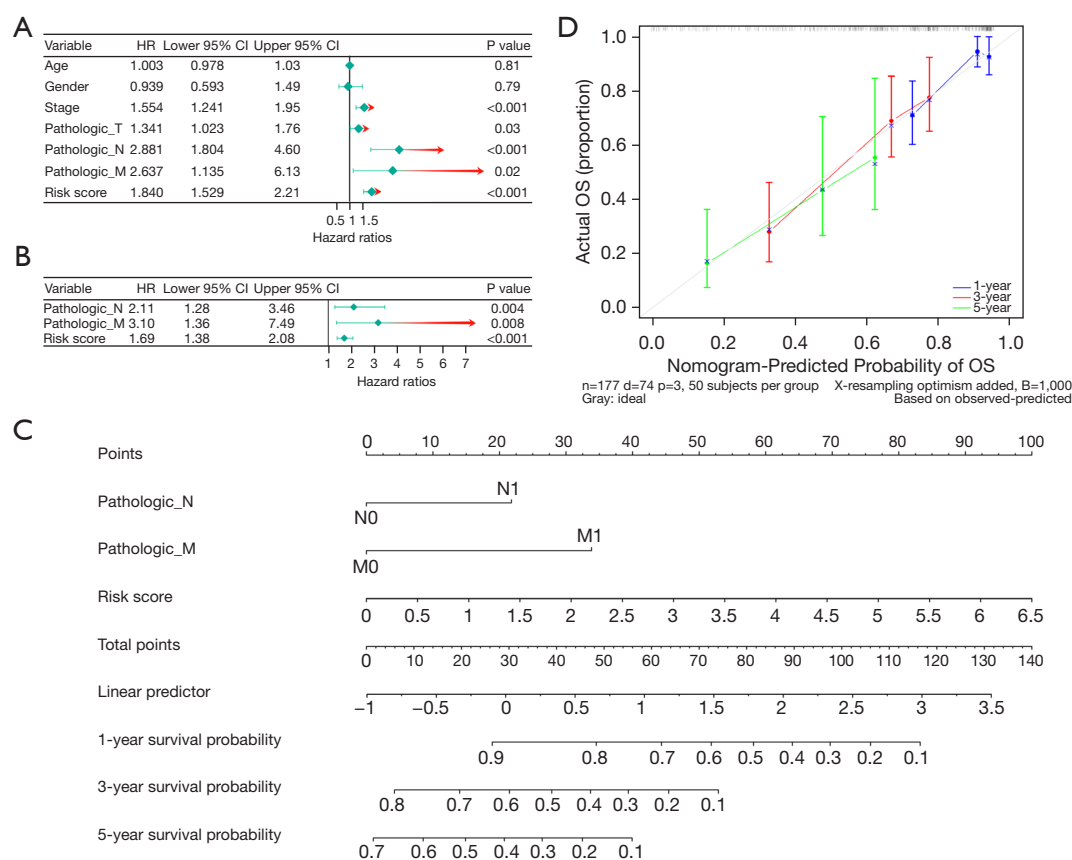 A
Variable HR Lower 95% CI Upper 95% CI P value
Age 1.003 0.978 1.03 0.81
Gender 0.939 0.593 1.49 0.79
Stage 1.554 1.241 1.95 <0.001
Pathologic_T 1.341 1.023 1.76 0.03
Pathologic_N 2.881 1.804 4.60 <0.001
Pathologic_M 2.637 1.135 6.13 0.02
Risk score 1.840 1.529 2.21 <0.001
0.5 1 1.5
Hazard ratios
B
Variable HR Lower 95% CI Upper 95% CI P value
Pathologic_N 2.11 1.28 3.46 0.004
Pathologic_M 3.10 1.36 7.49 0.008
Risk score 1.69 1.38 2.08 <0.001
1 2 3 4 5 6 7
Hazard ratios
D
Actual OS (proportion)
1.0
0.8
0.6
0.4
0.2
0.0
1-year
3-year
5-year
0.0 0.2 0.4 0.6 0.8 1.0
Nomogram-Predicted Probability of OS
n=177 d=74 p=3, 50 subjects per group X-resampling optimism added, B=1,000
Gray: ideal Based on observed-predicted
C
Points 0 10 20 30 40 50 60 70 80 90 100
Pathologic_N N0 N1
Pathologic_M M0 M1
Risk score 0 0.5 1 1.5 2 2.5 3 3.5 4 4.5 5 5.5 6 6.5
Total points 0 10 20 30 40 50 60 70 80 90 100 110 120 130 140
Linear predictor −1 −0.5 0 0.5 1 1.5 2 2.5 3 3.5
1-year survival probability 0.9 0.8 0.7 0.6 0.5 0.4 0.3 0.2 0.1
3-year survival probability 0.8 0.7 0.6 0.5 0.4 0.3 0.2 0.1
5-year survival probability 0.7 0.6 0.5 0.4 0.3 0.2 0.1